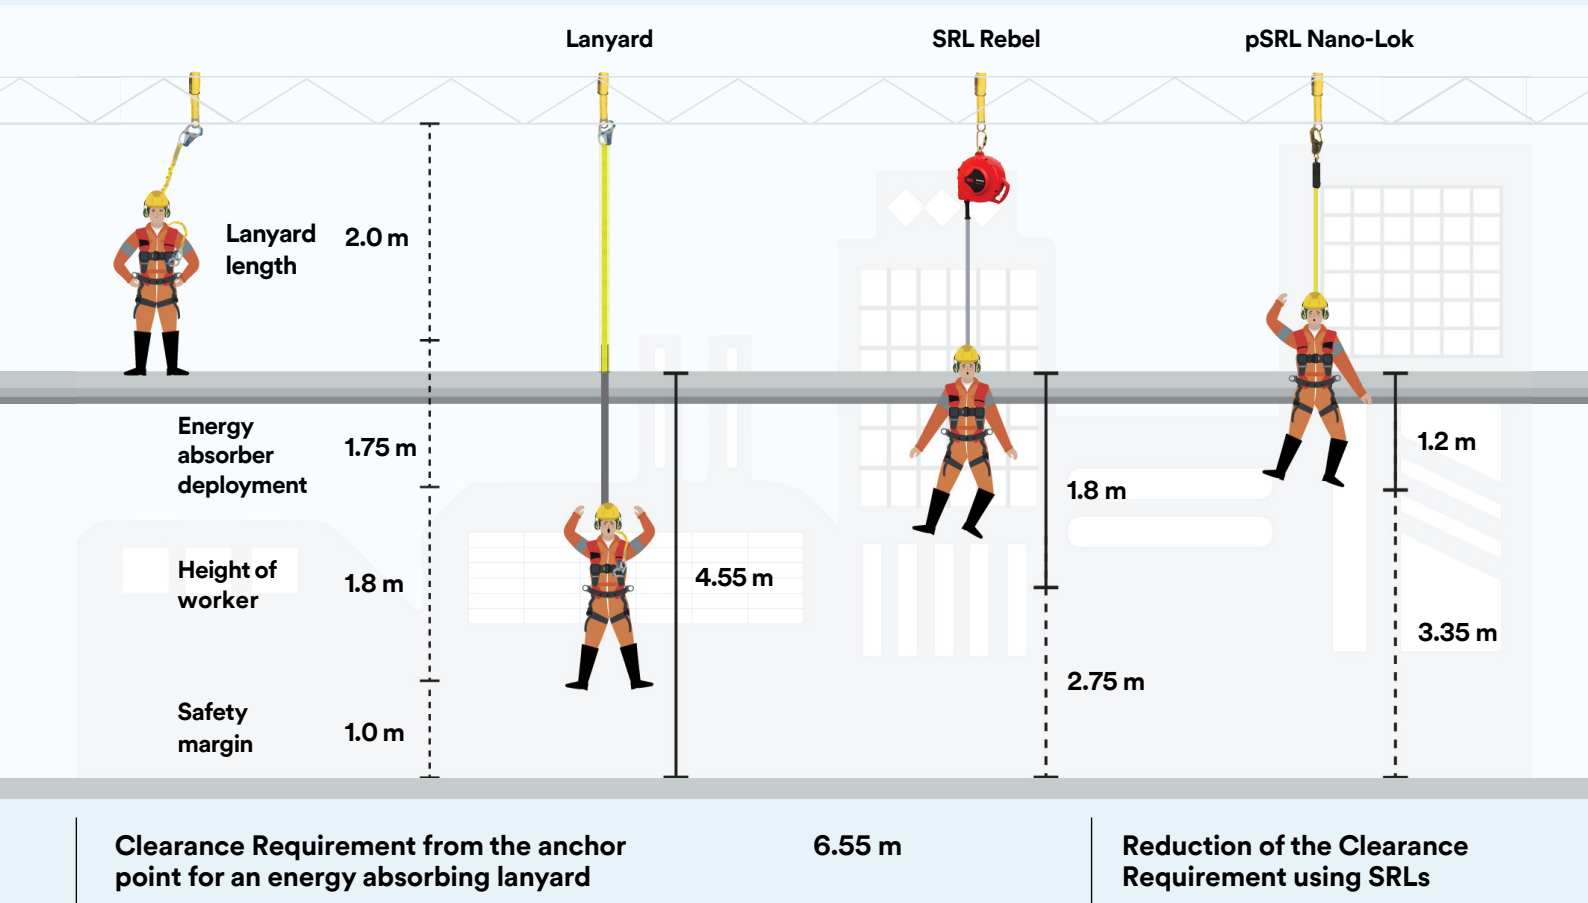 Lanyard
SRL Rebel
pSRL Nano-Lok
Lanyard
length
2.0 m
Energy
absorber
deployment
1.75 m
Height of
worker
1.8 m
Safety
margin
1.0 m
4.55 m
1.8 m
2.75 m
1.2 m
3.35 m
Clearance Requirement from the anchor
point for an energy absorbing lanyard
6.55 m
Reduction of the Clearance
Requirement using SRLs